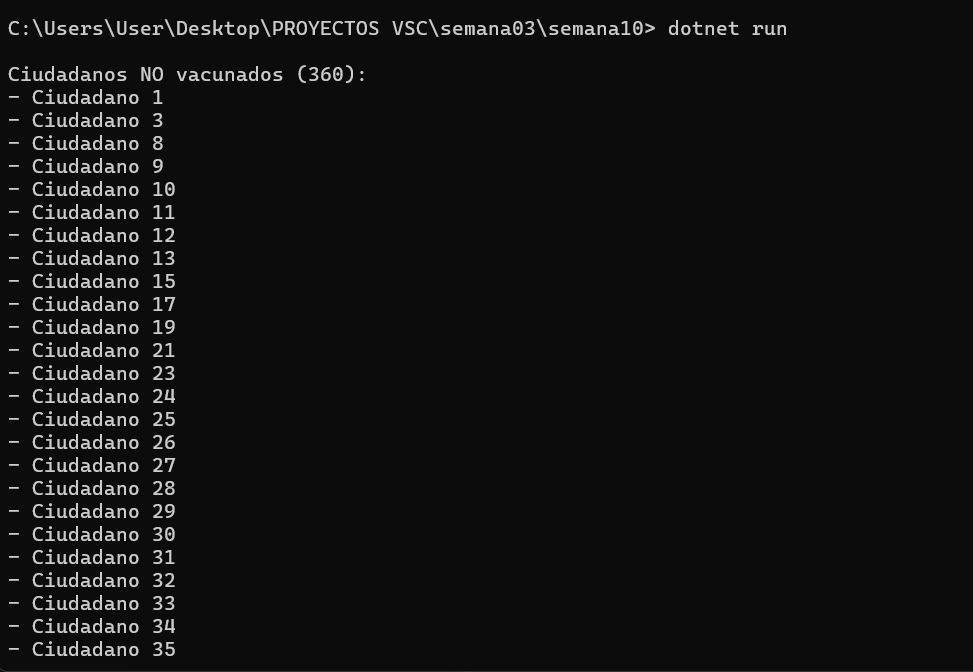 C:\Users\User\Desktop\PROYECTOS VSC\semana03\semana10> dotnet run
Ciudadanos NO vacunados (360):
- Ciudadano 1
- Ciudadano 3
- Ciudadano 8
- Ciudadano 9
- Ciudadano 10
- Ciudadano 11
- Ciudadano 12
- Ciudadano 13
- Ciudadano 15
- Ciudadano 17
- Ciudadano 19
- Ciudadano 21
- Ciudadano 23
- Ciudadano 24
- Ciudadano 25
- Ciudadano 26
- Ciudadano 27
- Ciudadano 28
- Ciudadano 29
- Ciudadano 30
- Ciudadano 31
- Ciudadano 32
- Ciudadano 33
- Ciudadano 34
- Ciudadano 35